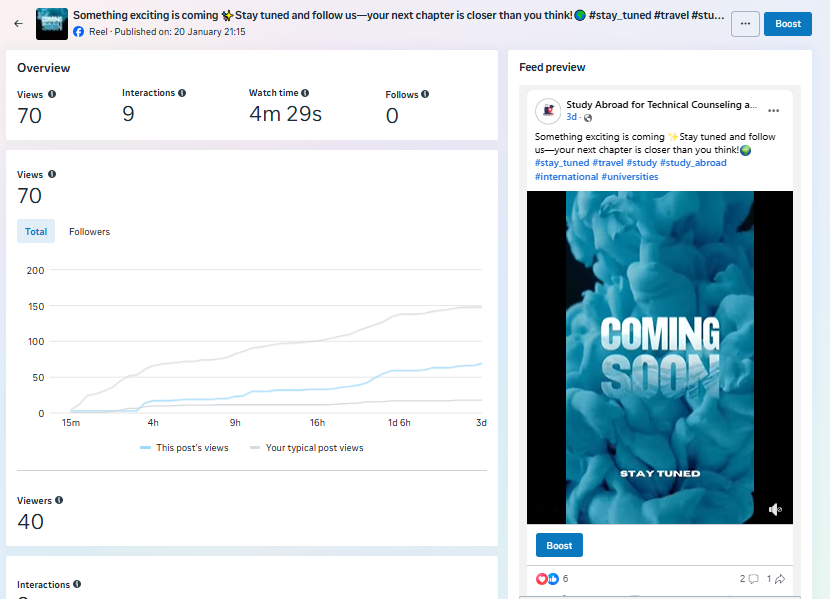 Something exciting is coming ✨Stay tuned and follow us—your next chapter is closer than you think!🌍 #stay_tuned #travel #stu...
Reel · Published on: 20 January 21:15
Boost
COMING
SOON
Overview
Views
70
Interactions
9
Watch time
4m 29s
Follows
0
Views
70
Total
Followers
200
150
100
50
0
15m
4h
9h
16h
1d 6h
3d
This post's views
Your typical post views
Viewers
40
Interactions
Feed preview
Study Abroad for Technical Counseling a...
3d ·
Something exciting is coming ✨Stay tuned and follow
us—your next chapter is closer than you think!🌍
#stay_tuned #travel #study #study_abroad
#international #universities
COMING
SOON
STAY TUNED
Boost
6
2
1